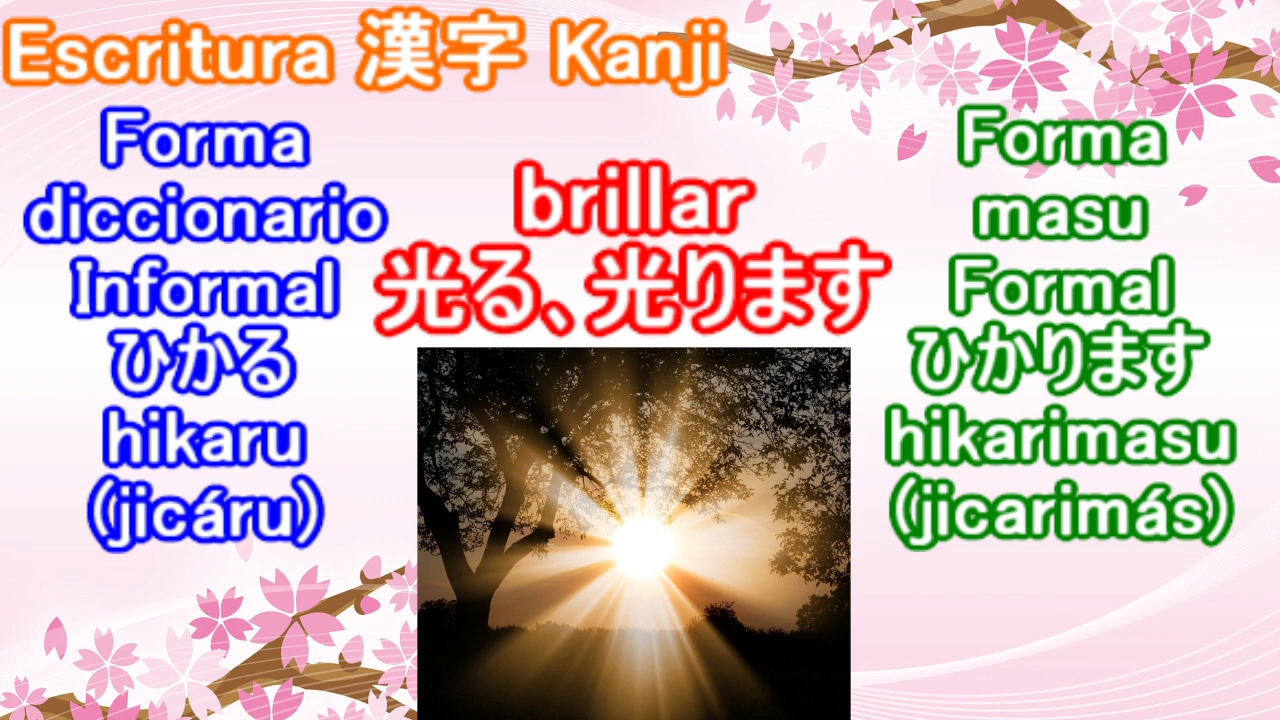 Escritura 漢字 Kanji
Forma
diccionario
Informal
ひかる
hikaru
(jicáru)
brillar
光る、光ります
Forma
masu
Formal
ひかります
hikarimasu
(jicarimás)